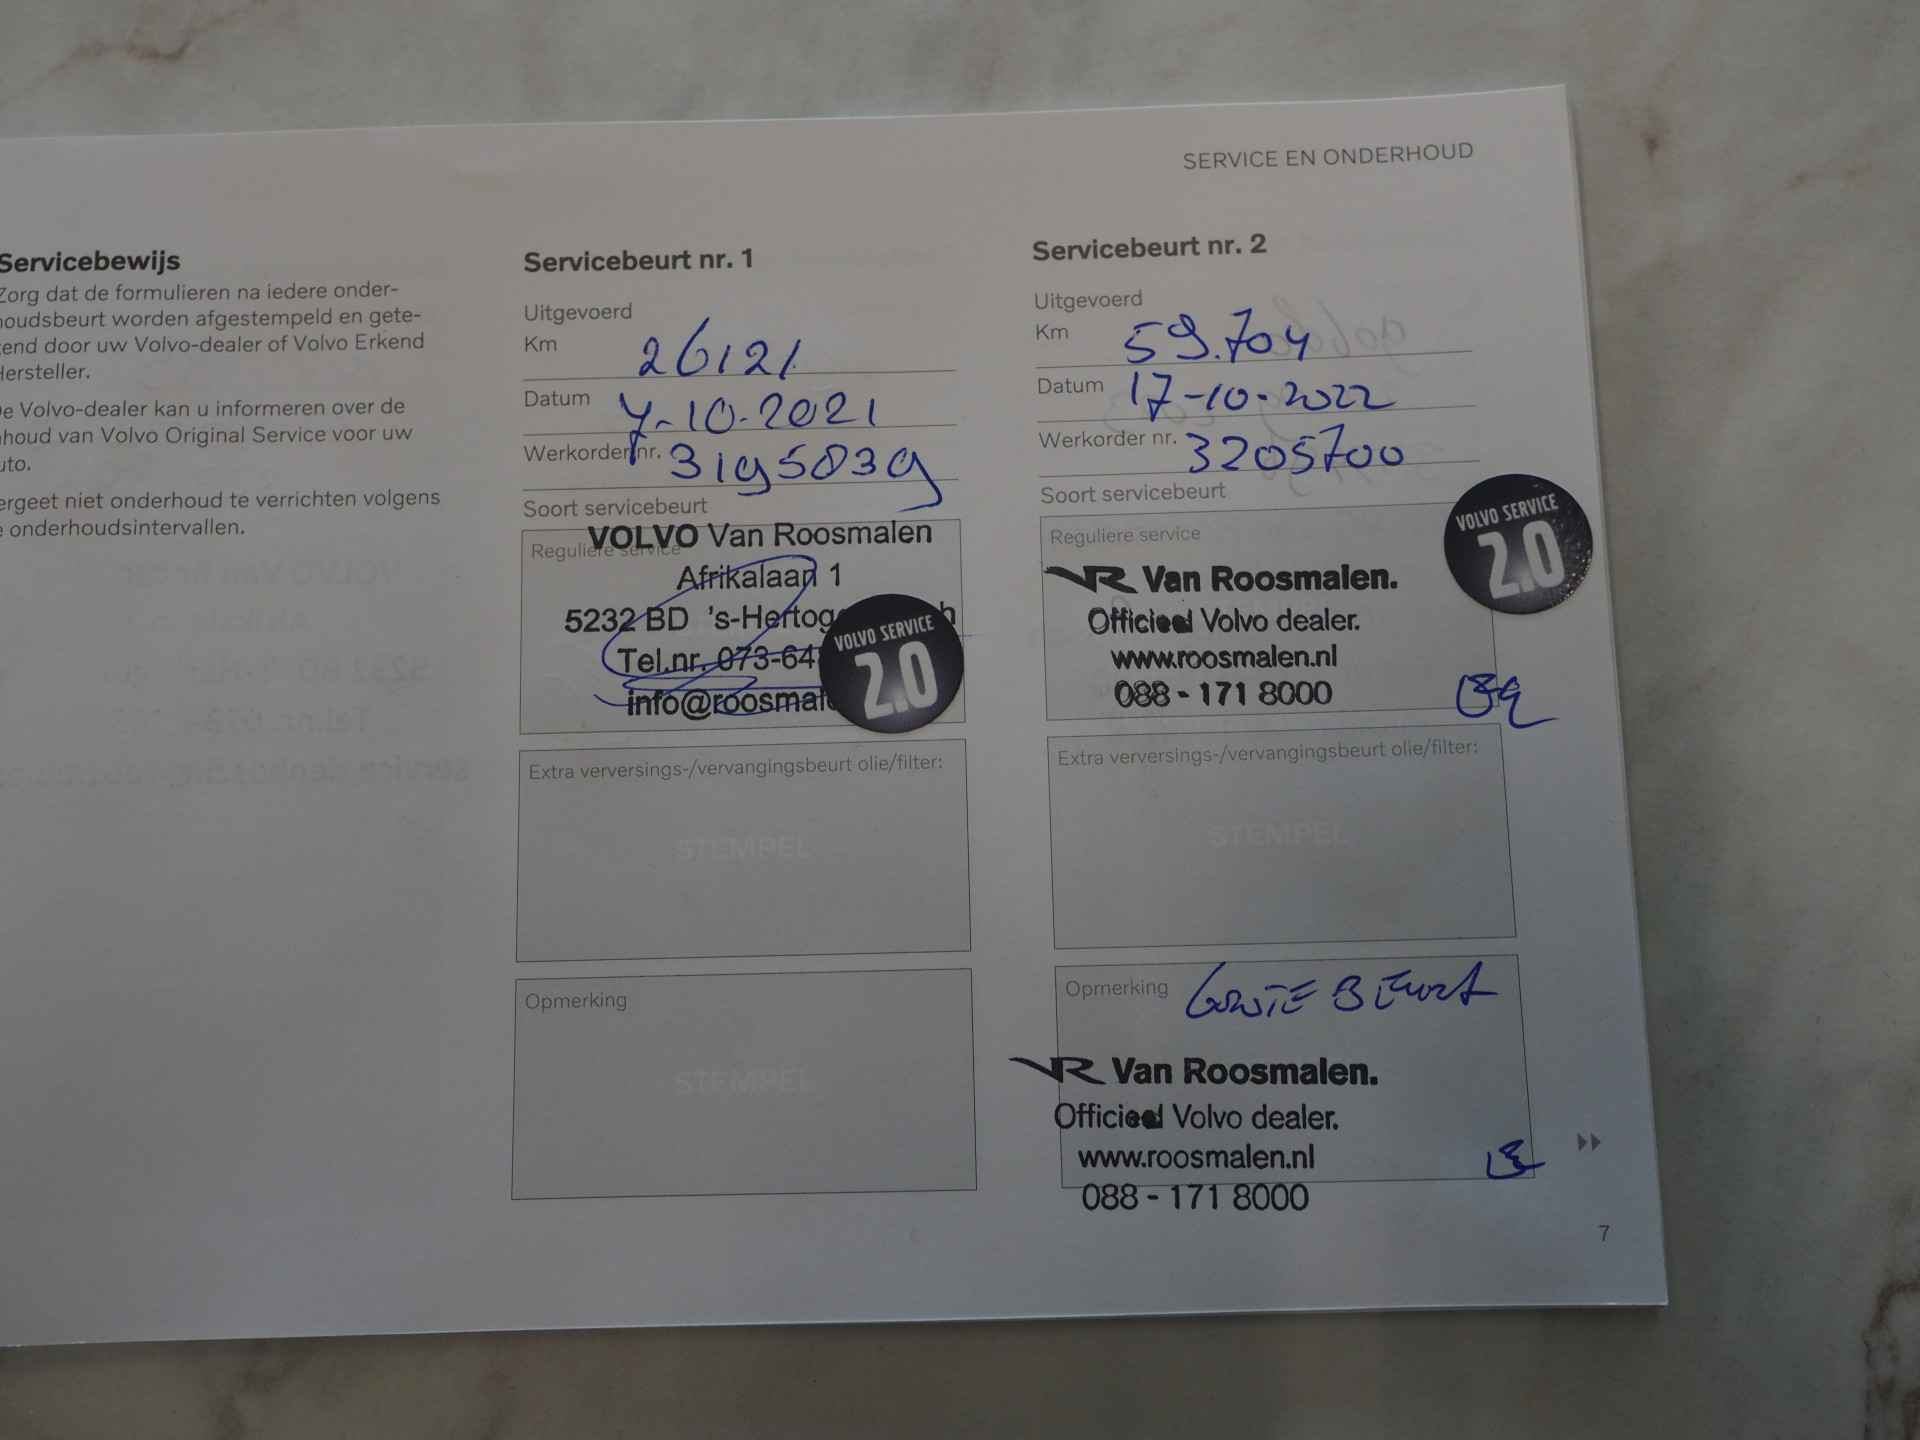 SERVICE EN ONDERHOUD
Servicebewijs
Zorg dat de formulieren na iedere onder-
houdsbeurt worden afgestempeld en gete-
kend door uw Volvo-dealer of Volvo Erkend
Hersteller.
De Volvo-dealer kan u informeren over de
inhoud van Volvo Original Service voor uw
auto.
Vergeet niet onderhoud te verrichten volgens
de onderhoudsintervallen.
Servicebeurt nr. 1
Uitgevoerd
Km 26121
Datum 7-10-2021
Werkorder nr. 3195839
Soort servicebeurt
Reguliere service
VOLVO Van Roosmalen
Afrikalaan 1
5232 BD 's-Hertog
Tel.nr. 073-64
info@roosmal
VOLVO SERVICE
2.0
Extra verversings-/vervangingsbeurt olie/filter:
STEMPEL
Opmerking
STEMPEL
Servicebeurt nr. 2
Uitgevoerd
Km 59.704
Datum 17-10-2022
Werkorder nr. 3205700
Soort servicebeurt
Reguliere service
VR Van Roosmalen.
Officieel Volvo dealer.
www.roosmalen.nl
088 - 171 8000
VOLVO SERVICE
2.0
Extra verversings-/vervangingsbeurt olie/filter:
STEMPEL
Opmerking GROTE BEURT
VR Van Roosmalen.
Officieel Volvo dealer.
www.roosmalen.nl
088 - 171 8000
7